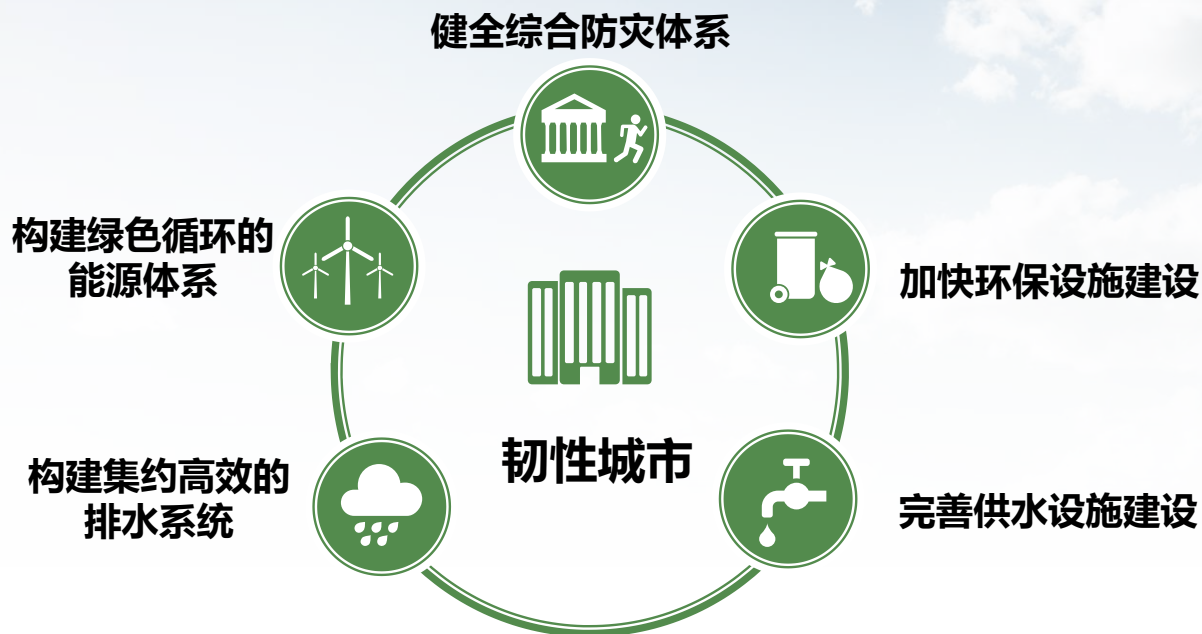 健全综合防灾体系
构建绿色循环的
能源体系
加快环保设施建设
韧性城市
构建集约高效的
排水系统
完善供水设施建设